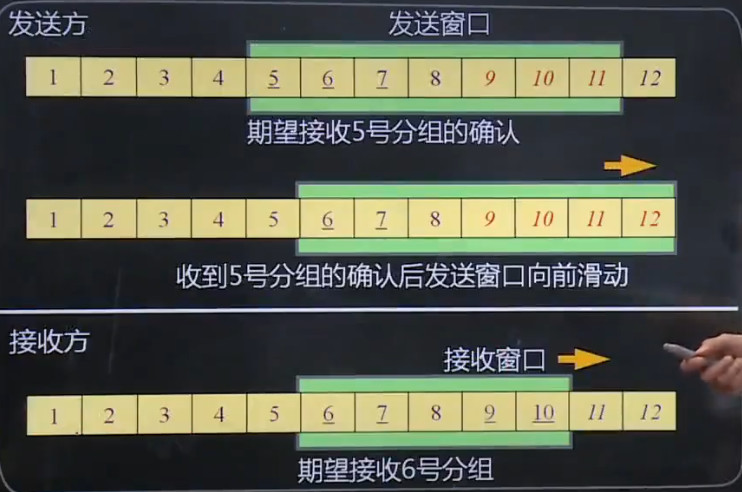 发送方
发送窗口
1 2 3 4 5 6 7 8 9 10 11 12
期望接收5号分组的确认
1 2 3 4 5 6 7 8 9 10 11 12
收到5号分组的确认后发送窗口向前滑动
接收方
接收窗口
1 2 3 4 5 6 7 8 9 10 11 12
期望接收6号分组